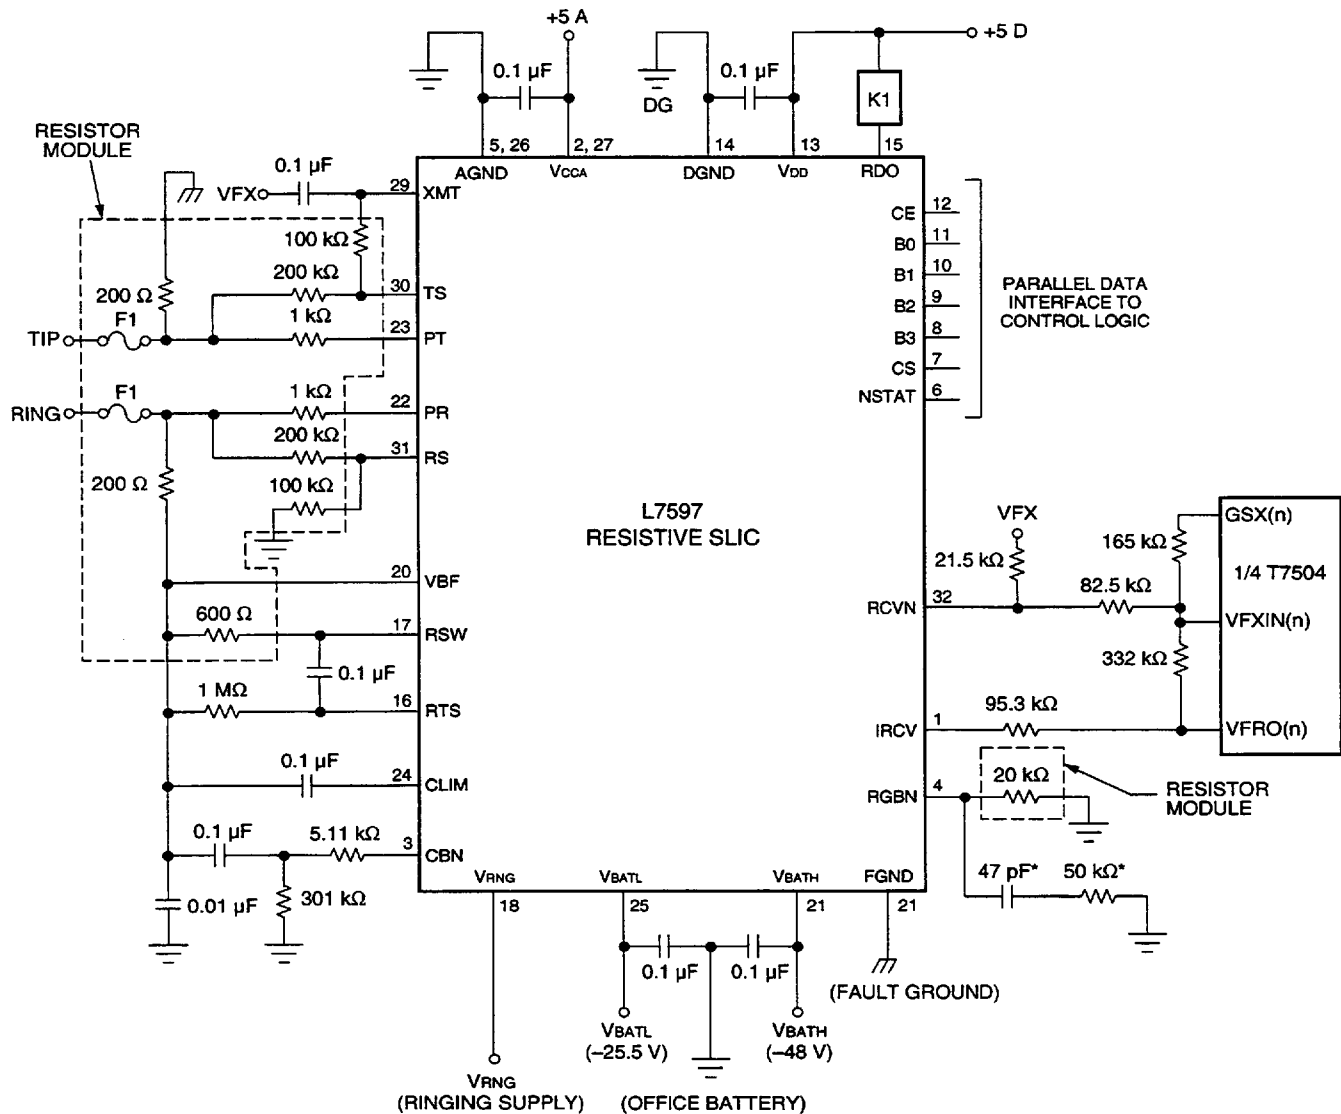 +5 A
+5 D
0.1 µF
DG
0.1 µF
K1
RESISTOR
MODULE
5, 26
2, 27
14
13
15
AGND
VCCA
DGND
VDD
RDO
0.1 µF
VFX
29
XMT
100 kΩ
200 kΩ
30
TS
200 Ω
F1
1 kΩ
23
TIP
PT
F1
1 kΩ
22
RING
PR
200 kΩ
31
RS
200 Ω
100 kΩ
20
VBF
600 Ω
17
RSW
0.1 µF
1 MΩ
16
RTS
0.1 µF
24
CLIM
0.1 µF
5.11 kΩ
3
CBN
0.01 µF
301 kΩ
L7597
RESISTIVE SLIC
CE
12
B0
11
B1
10
B2
9
B3
8
CS
7
NSTAT
6
PARALLEL DATA
INTERFACE TO
CONTROL LOGIC
VFX
21.5 kΩ
RCVN
32
82.5 kΩ
165 kΩ
GSX(n)
1/4 T7504
VFXIN(n)
332 kΩ
IRCV
1
95.3 kΩ
VFRO(n)
RGBN
4
20 kΩ
RESISTOR
MODULE
47 pF*
50 kΩ*
VRNG
VBATL
VBATH
FGND
18
25
21
21
0.1 µF
0.1 µF
(FAULT GROUND)
VBATL
(–25.5 V)
VBATH
(–48 V)
VRNG
(RINGING SUPPLY)
(OFFICE BATTERY)